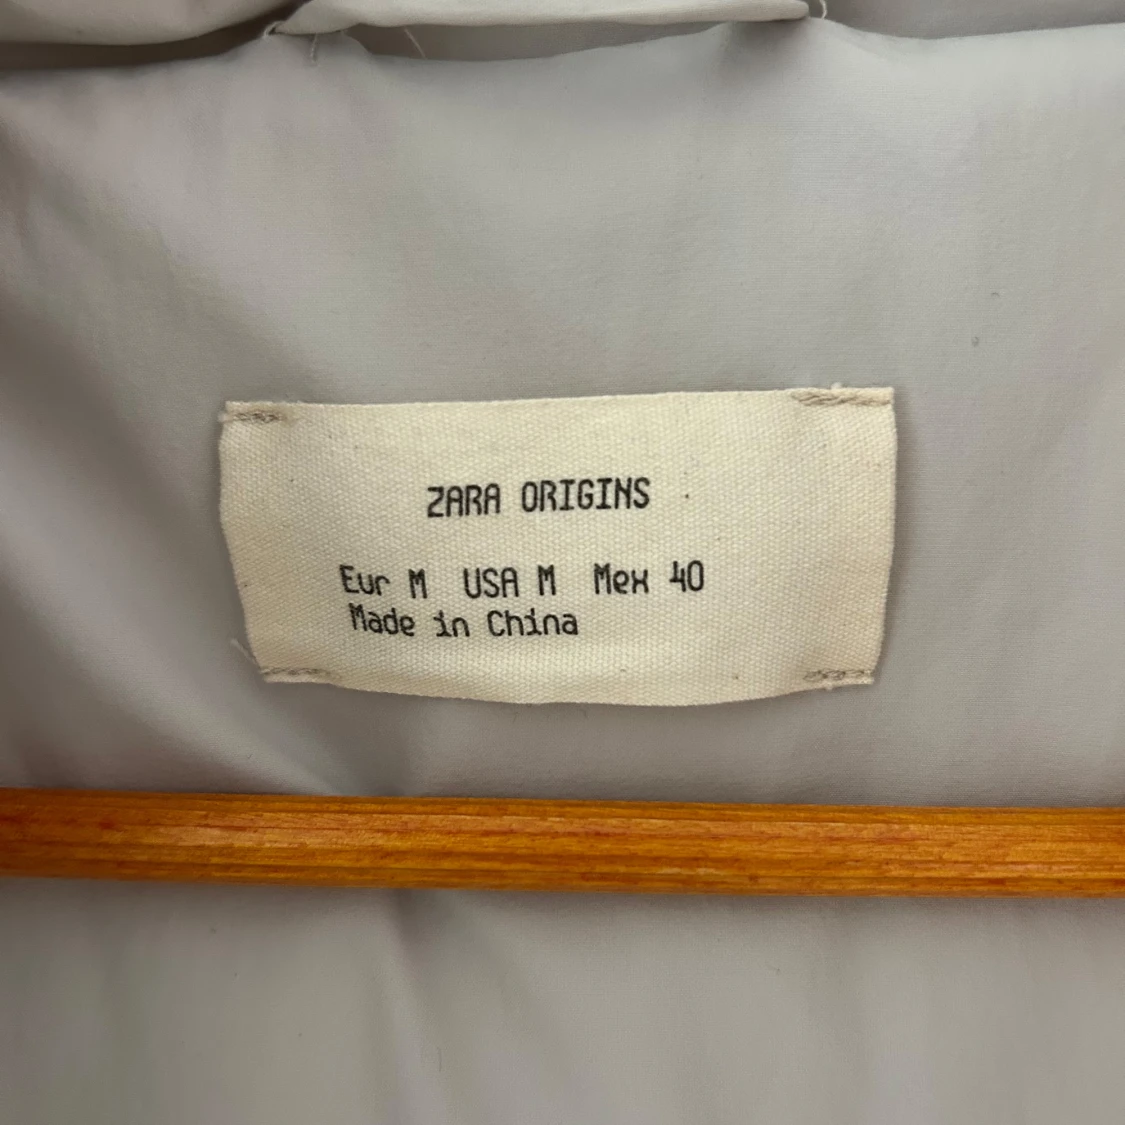 ZARA ORIGINS
Eur M USA M Mex 40
Made in China